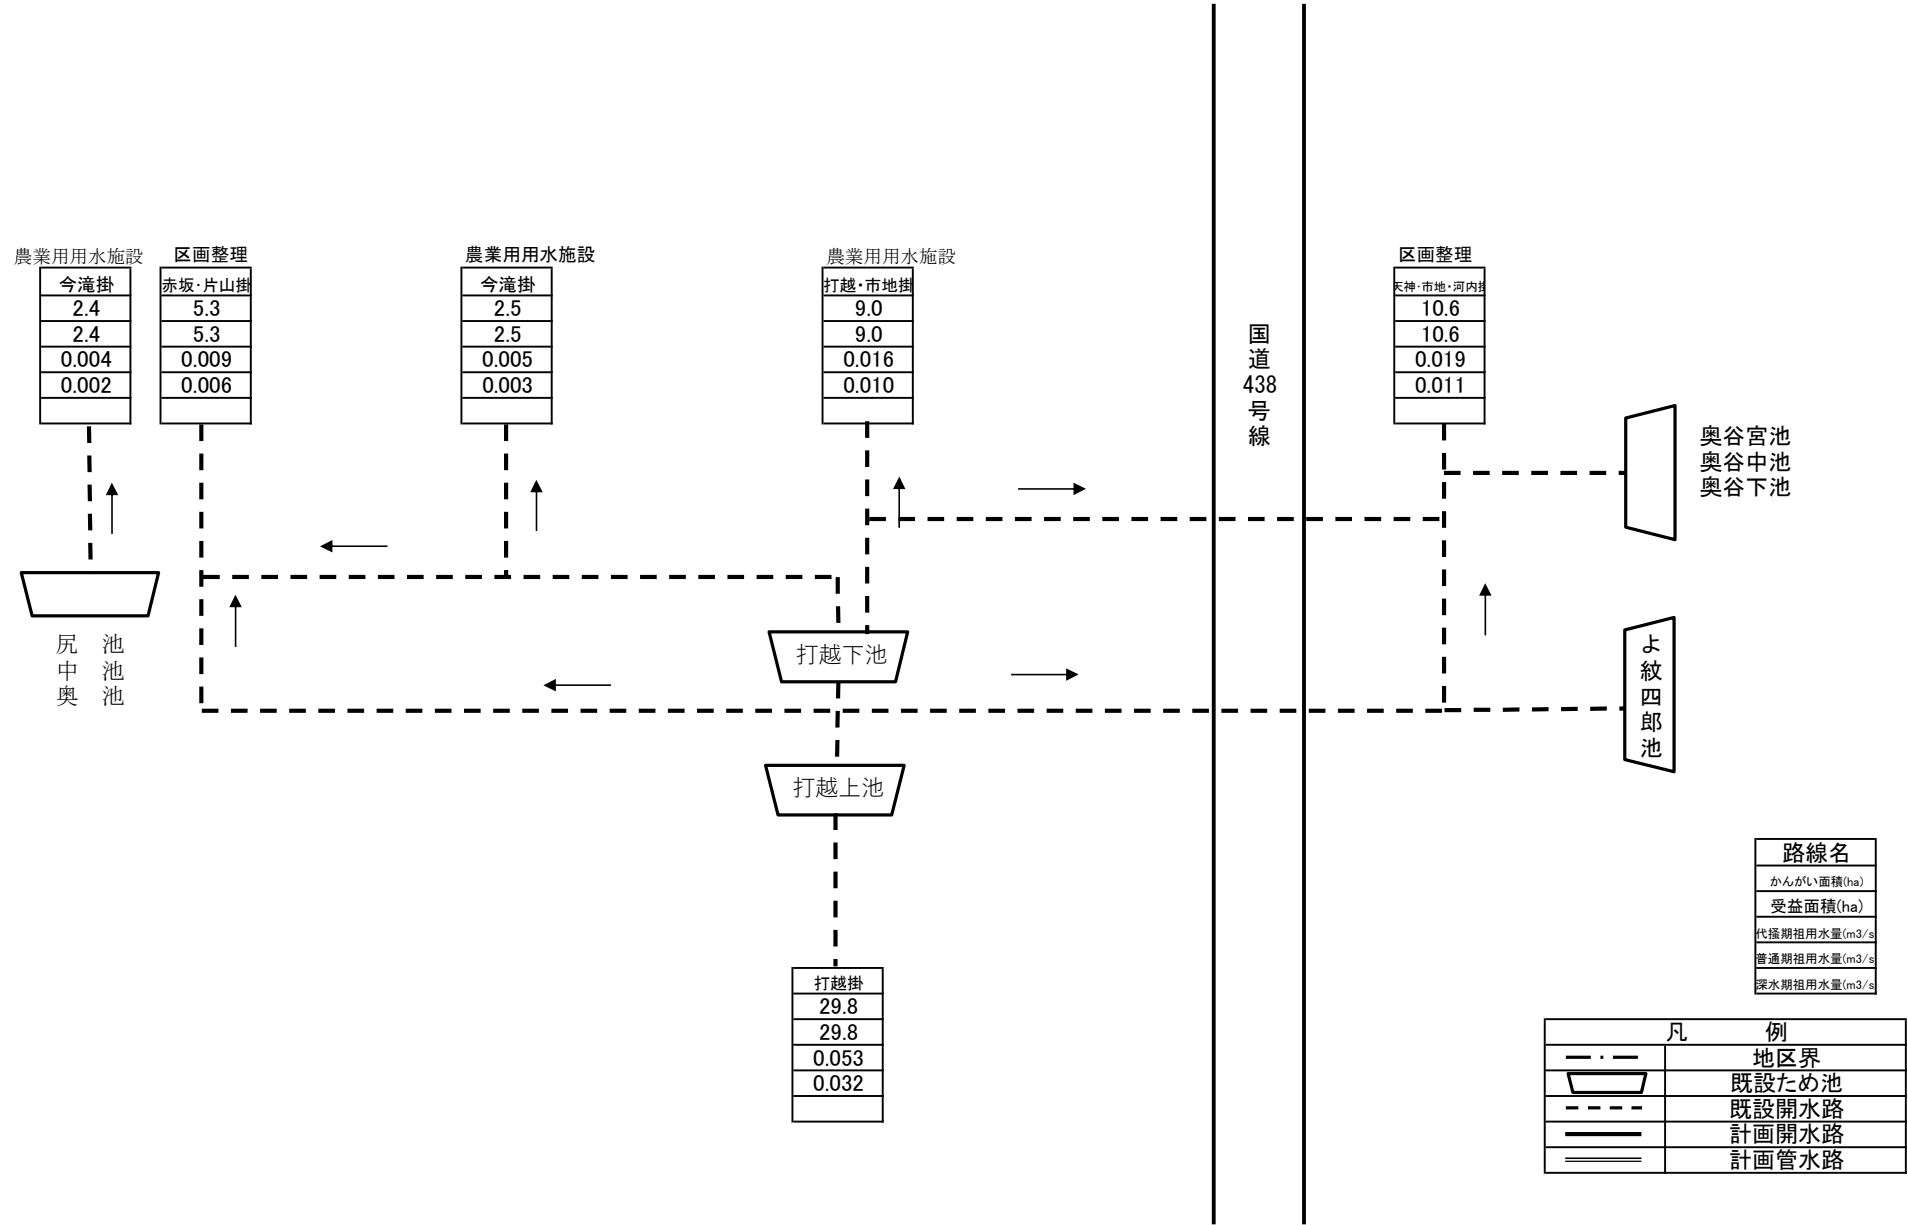 農業用用水施設
今滝掛
2.4
2.4
0.004
0.002
区画整理
赤坂・片山掛
5.3
5.3
0.009
0.006
農業用用水施設
今滝掛
2.5
2.5
0.005
0.003
農業用用水施設
打越・市地掛
9.0
9.0
0.016
0.010
国道438号線
区画整理
天神・市地・河内掛
10.6
10.6
0.019
0.011
奥谷宮池
奥谷中池
奥谷下池
尻　池
中　池
奥　池
打越下池
よ紋四郎池
打越上池
打越掛
29.8
29.8
0.053
0.032
路線名
かんがい面積(ha)
受益面積(ha)
代掻期粗用水量(m3/s
普通期粗用水量(m3/s
深水期粗用水量(m3/s
凡　例
地区界
既設ため池
既設開水路
計画開水路
計画管水路